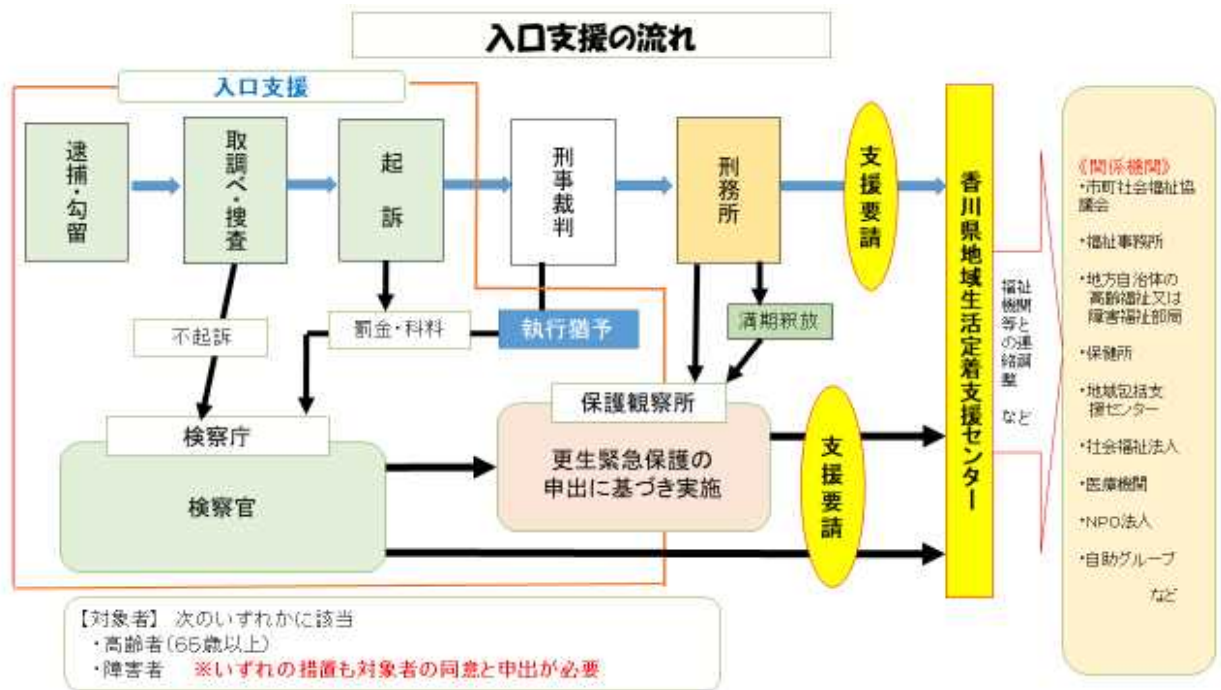 入口支援の流れ
入口支援
逮捕・勾留
取調べ・捜査
起訴
刑事裁判
刑務所
支援要請
不起訴
罰金・科料
執行猶予
満期釈放
検察庁
検察官
保護観察所
更生緊急保護の
申出に基づき実施
支援要請
香川県地域生活定着支援センター
福祉
機関
等と
の連
絡調
整
など
《関係機関》
・市町社会福祉協
議会
・福祉事務所
・地方自治体の
高齢福祉又は
障害福祉部局
・保健所
・地域包括支
援センター
・社会福祉法人
・医療機関
・NPO法人
・自助グループ
など
【対象者】 次のいずれかに該当
・高齢者(65歳以上)
・障害者 ※いずれの措置も対象者の同意と申出が必要